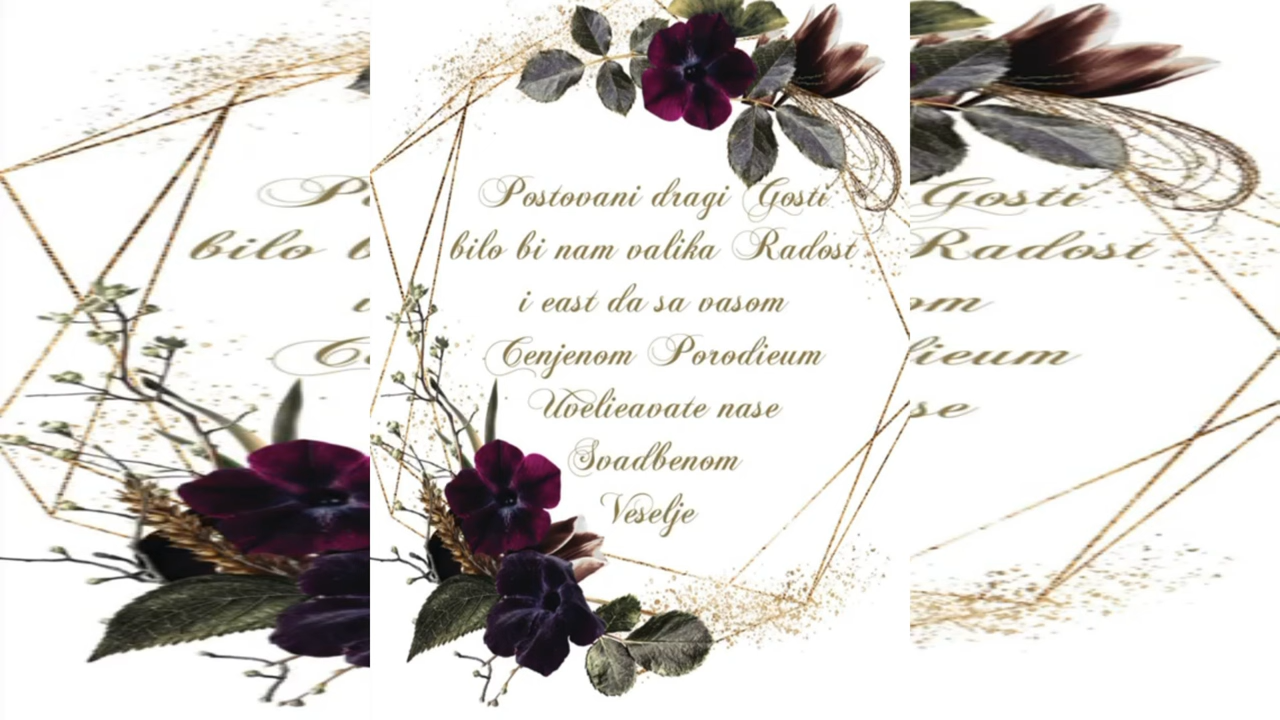 Postovani dragi Gosti
bilo bi nam valika Radost
i east da sa vasom
Cenjenom Porodieum
Uvelieavate nase
Svadbenom
Veselje